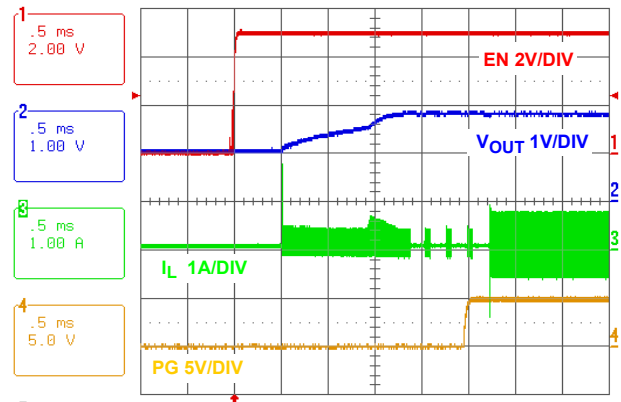 1
.5 ms
2.00 V
EN 2V/DIV
2
.5 ms
1.00 V
VOUT 1V/DIV
1
2
3
.5 ms
1.00 A
IL 1A/DIV
3
4
.5 ms
5.0 V
PG 5V/DIV
4